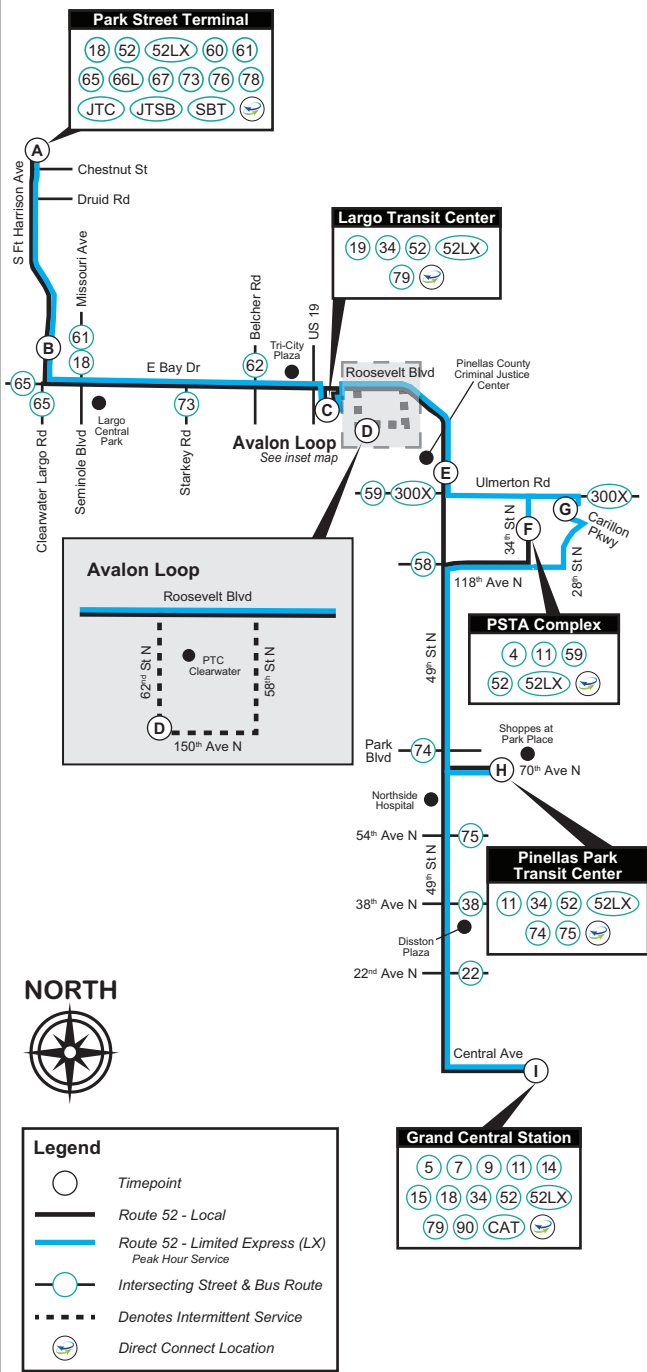 Park Street Terminal
18 52 52LX 60 61
65 66L 67 73 76 78
JTC JTSB SBT
A
Chestnut St
Druid Rd
S Ft Harrison Ave
Largo Transit Center
19 34 52 52LX
79
Missouri Ave
61
18
B
Belcher Rd
62
US 19
Tri-City
Plaza
E Bay Dr
Roosevelt Blvd
Pinellas County
Criminal Justice
Center
65
65
Largo
Central
Park
73
C
D
Avalon Loop
See inset map
E
Clearwater Largo Rd
Seminole Blvd
Starkey Rd
59 300X
Ulmerton Rd
300X
G
F
34th St N
Carillon
Pkwy
28th St N
58
118th Ave N
Avalon Loop
Roosevelt Blvd
62nd St N
PTC
Clearwater
58th St N
D
150th Ave N
PSTA Complex
4 11 59
52 52LX
49th St N
Park
Blvd
74
Shoppes at
Park Place
H
70th Ave N
Northside
Hospital
54th Ave N
75
49th St N
Pinellas Park
Transit Center
11 34 52 52LX
74 75
38th Ave N
38
Disston
Plaza
22nd Ave N
22
NORTH
Central Ave
I
Grand Central Station
5 7 9 11 14
15 18 34 52 52LX
79 90 CAT
Legend
Timepoint
Route 52 - Local
Route 52 - Limited Express (LX)
Peak Hour Service
Intersecting Street & Bus Route
Denotes Intermittent Service
Direct Connect Location